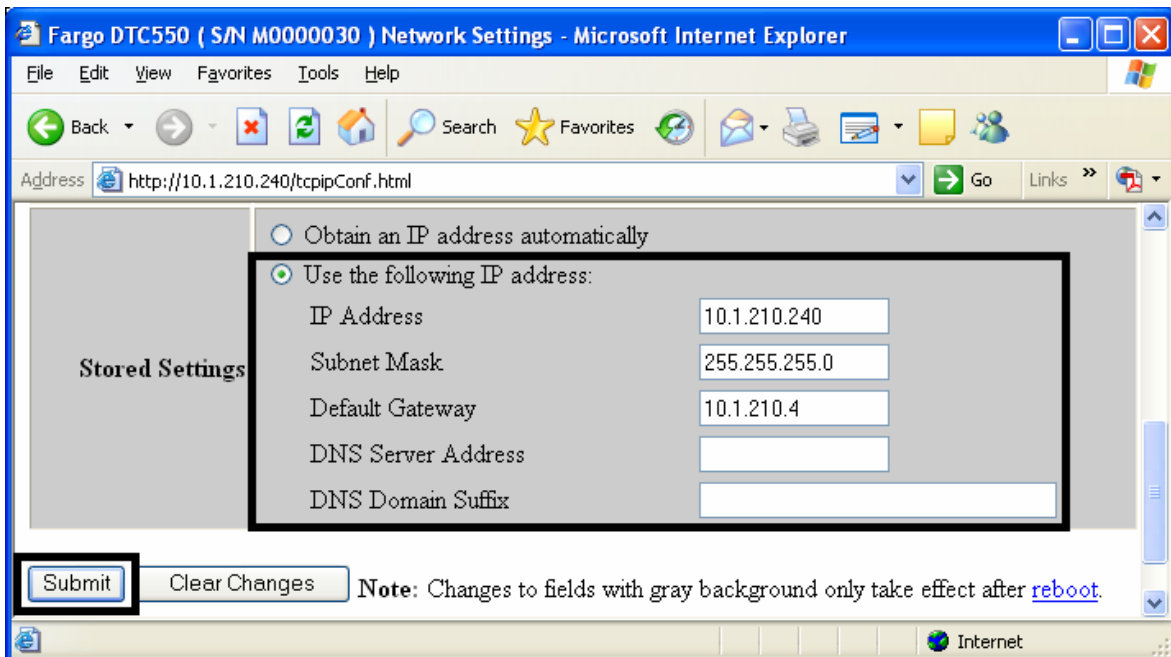 Fargo DTC550 ( S/N M0000030 ) Network Settings - Microsoft Internet Explorer
File Edit View Favorites Tools Help
Back Search Favorites
Address http://10.1.210.240/tcpipConf.html Go Links »
Obtain an IP address automatically
Use the following IP address:
IP Address 10.1.210.240
Subnet Mask 255.255.255.0
Stored Settings
Default Gateway 10.1.210.4
DNS Server Address
DNS Domain Suffix
Submit Clear Changes Note: Changes to fields with gray background only take effect after reboot.
Internet